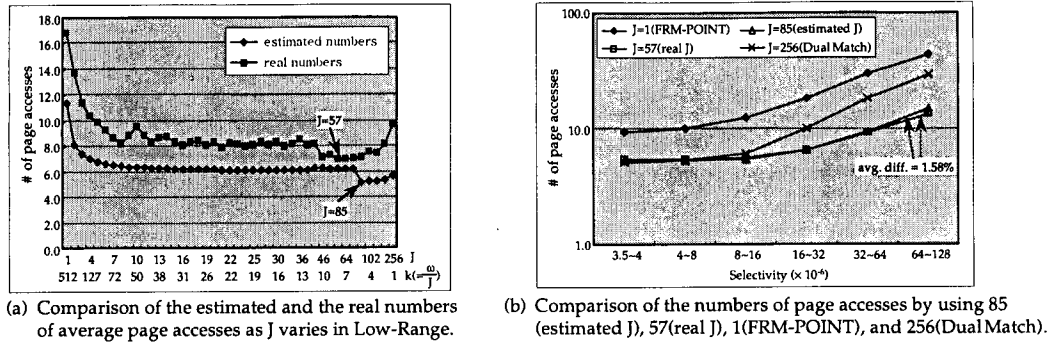 18.0
16.0
14.0
12.0
10.0
8.0
6.0
4.0
2.0
0.0
# of page accesses
estimated numbers
real numbers
J=57
J=85
1 4 7 10 13 16 19 22 26 30 36 46 64 102 256 J
512 127 72 50 38 31 26 22 19 16 13 10 7 4 1 k(=ω/J)
(a) Comparison of the estimated and the real numbers
of average page accesses as J varies in Low-Range.
100.0
10.0
1.0
# of page accesses
J=1(FRM-POINT) J=85(estimated J)
J=57(real J) J=256(Dual Match)
avg. diff. = 1.58%
3.5~4 4~8 8~16 16~32 32~64 64~128
Selectivity (× 10-6)
(b) Comparison of the numbers of page accesses by using 85
(estimated J), 57(real J), 1(FRM-POINT), and 256(Dual Match).